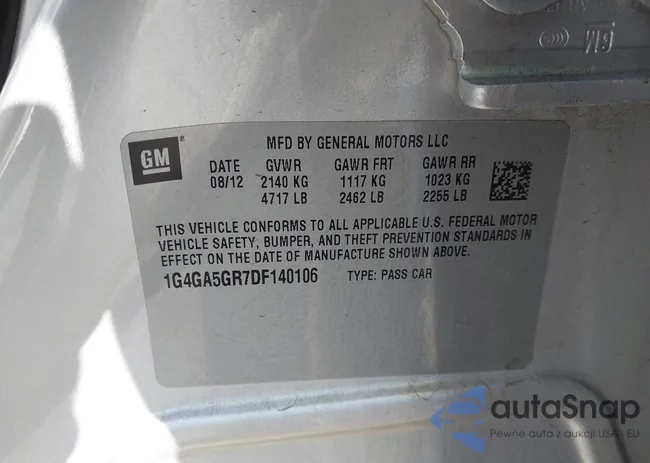 GM
MFD BY GENERAL MOTORS LLC
DATE GVWR GAWR FRT GAWR RR
08/12 2140 KG 1117 KG 1023 KG
4717 LB 2462 LB 2255 LB
THIS VEHICLE CONFORMS TO ALL APPLICABLE U.S. FEDERAL MOTOR
VEHICLE SAFETY, BUMPER, AND THEFT PREVENTION STANDARDS IN
EFFECT ON THE DATE OF MANUFACTURE SHOWN ABOVE.
1G4GA5GR7DF140106 TYPE: PASS CAR
autoSnap
Pewne auta z aukcji USA - EU